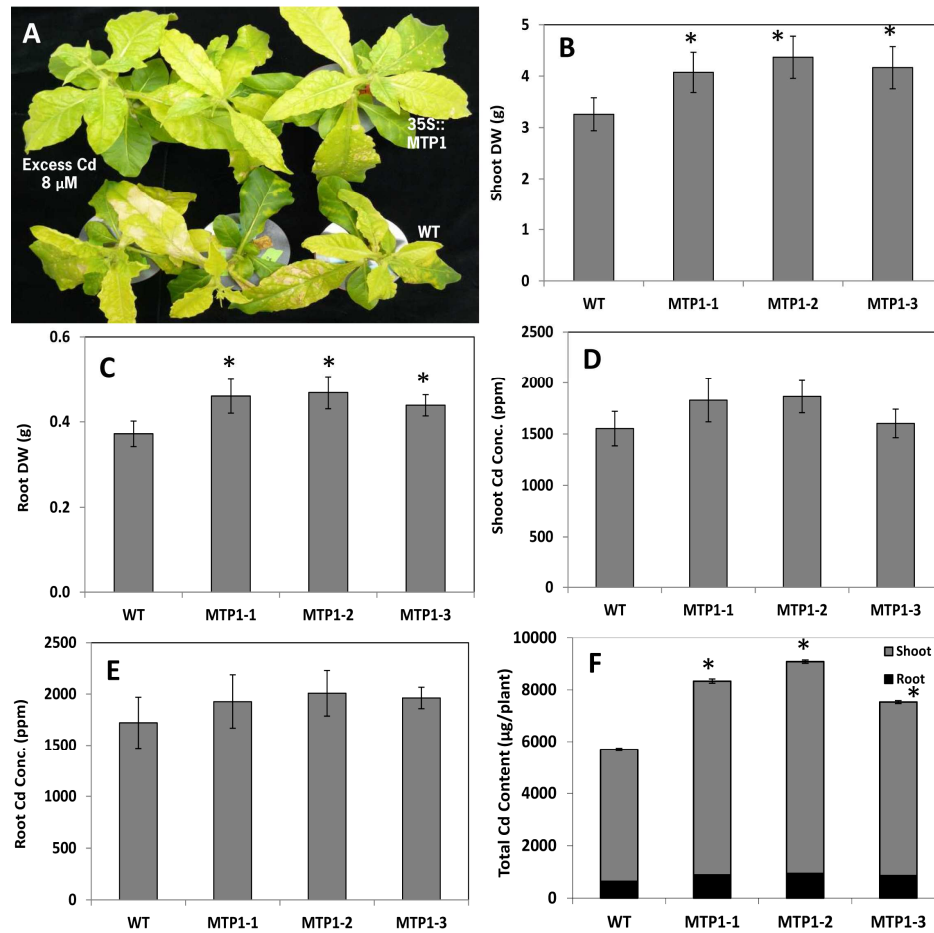 A
Excess Cd
8 µM
35S::
MTP1
WT
B
Shoot DW (g)
5
4
3
2
1
0
* * *
WT MTP1-1 MTP1-2 MTP1-3
C
Root DW (g)
0.6
0.4
0.2
0.0
* * *
WT MTP1-1 MTP1-2 MTP1-3
D
Shoot Cd Conc. (ppm)
2500
2000
1500
1000
500
0
WT MTP1-1 MTP1-2 MTP1-3
E
Root Cd Conc. (ppm)
2500
2000
1500
1000
500
0
WT MTP1-1 MTP1-2 MTP1-3
F
Total Cd Content (µg/plant)
10000
8000
6000
4000
2000
0
* * *
Shoot
Root
WT MTP1-1 MTP1-2 MTP1-3